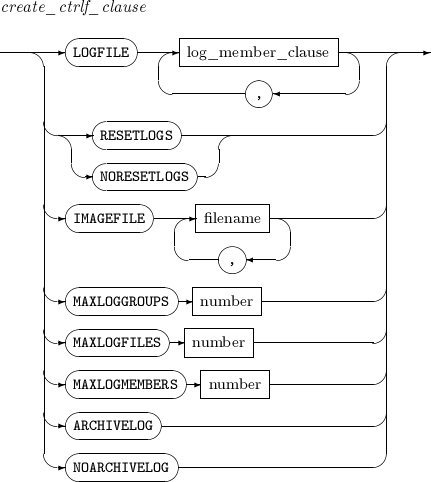 create_ctrlf_clause
LOGFILE log_member_clause
,
RESETLOGS
NORESETLOGS
IMAGEFILE filename
,
MAXLOGGROUPS number
MAXLOGFILES number
MAXLOGMEMBERS number
ARCHIVELOG
NOARCHIVELOG